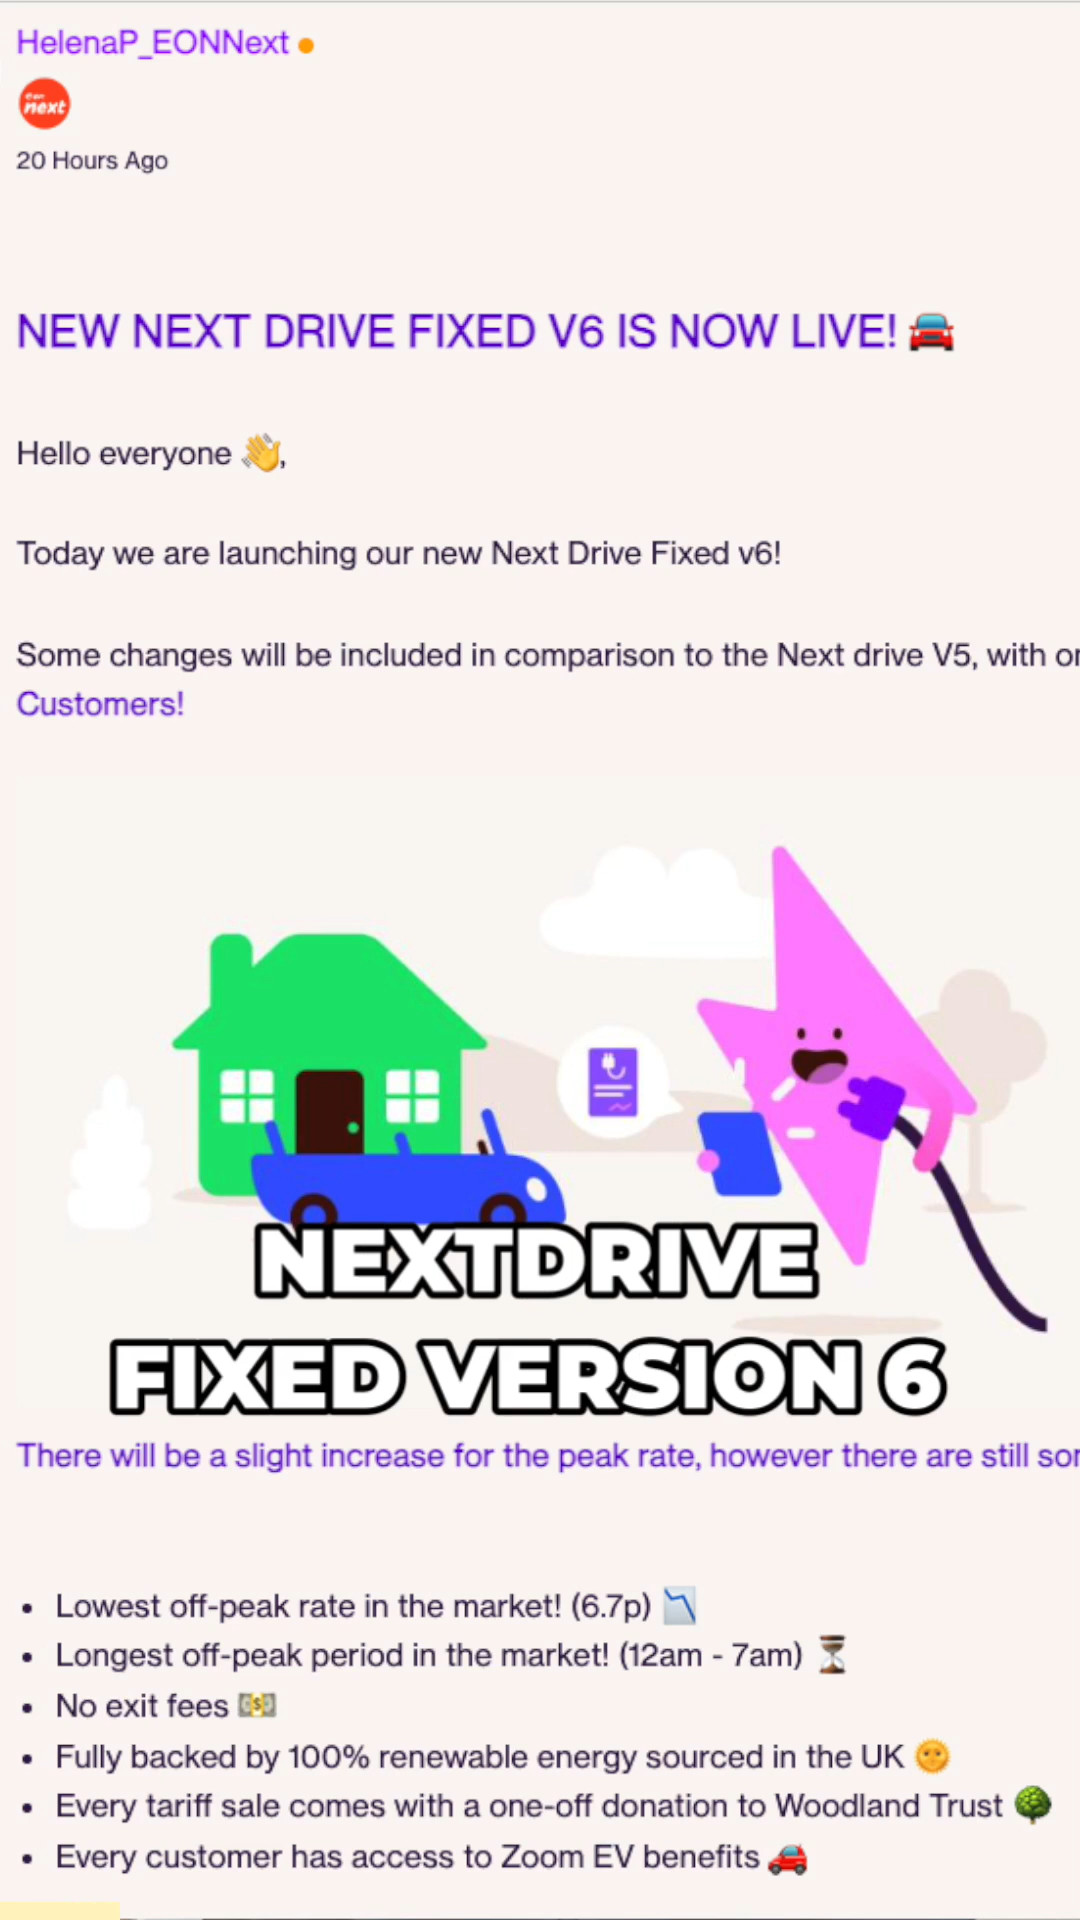 HelenaP_EONNext
e·on
next
20 Hours Ago
NEW NEXT DRIVE FIXED V6 IS NOW LIVE! 🚘
Hello everyone 👋,
Today we are launching our new Next Drive Fixed v6!
Some changes will be included in comparison to the Next drive V5, with
Customers!
NEXTDRIVE
FIXED VERSION 6
There will be a slight increase for the peak rate, however there are still
• Lowest off-peak rate in the market! (6.7p) 📉
• Longest off-peak period in the market! (12am - 7am) ⏳
• No exit fees 💵
• Fully backed by 100% renewable energy sourced in the UK 🌞
• Every tariff sale comes with a one-off donation to Woodland Trust 🌳
• Every customer has access to Zoom EV benefits 🚗